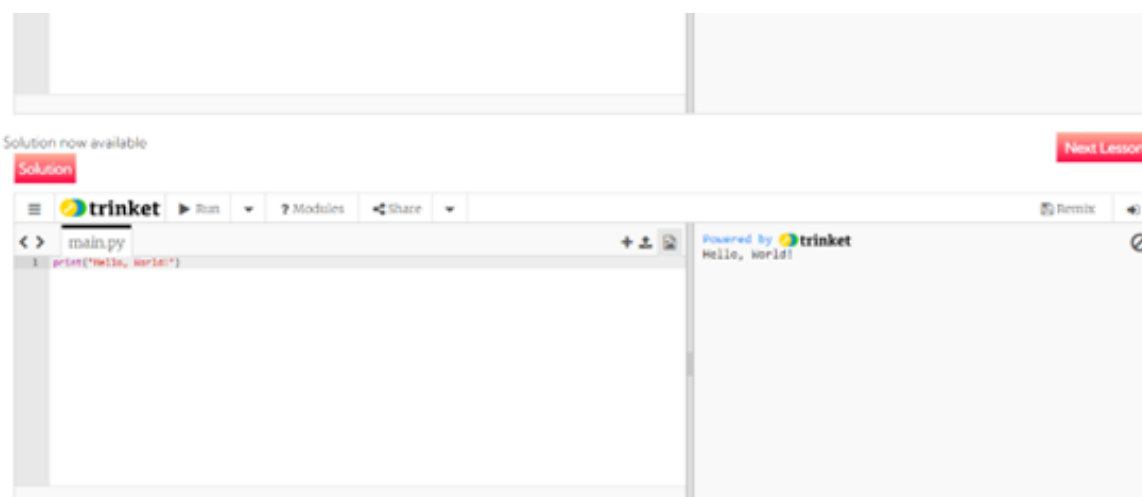 Solution now available
Next Lesson
Solution
trinket Run ? Modules Share Remix
main.py
Powered by trinket
1 print("Hello, World!")
Hello, World!